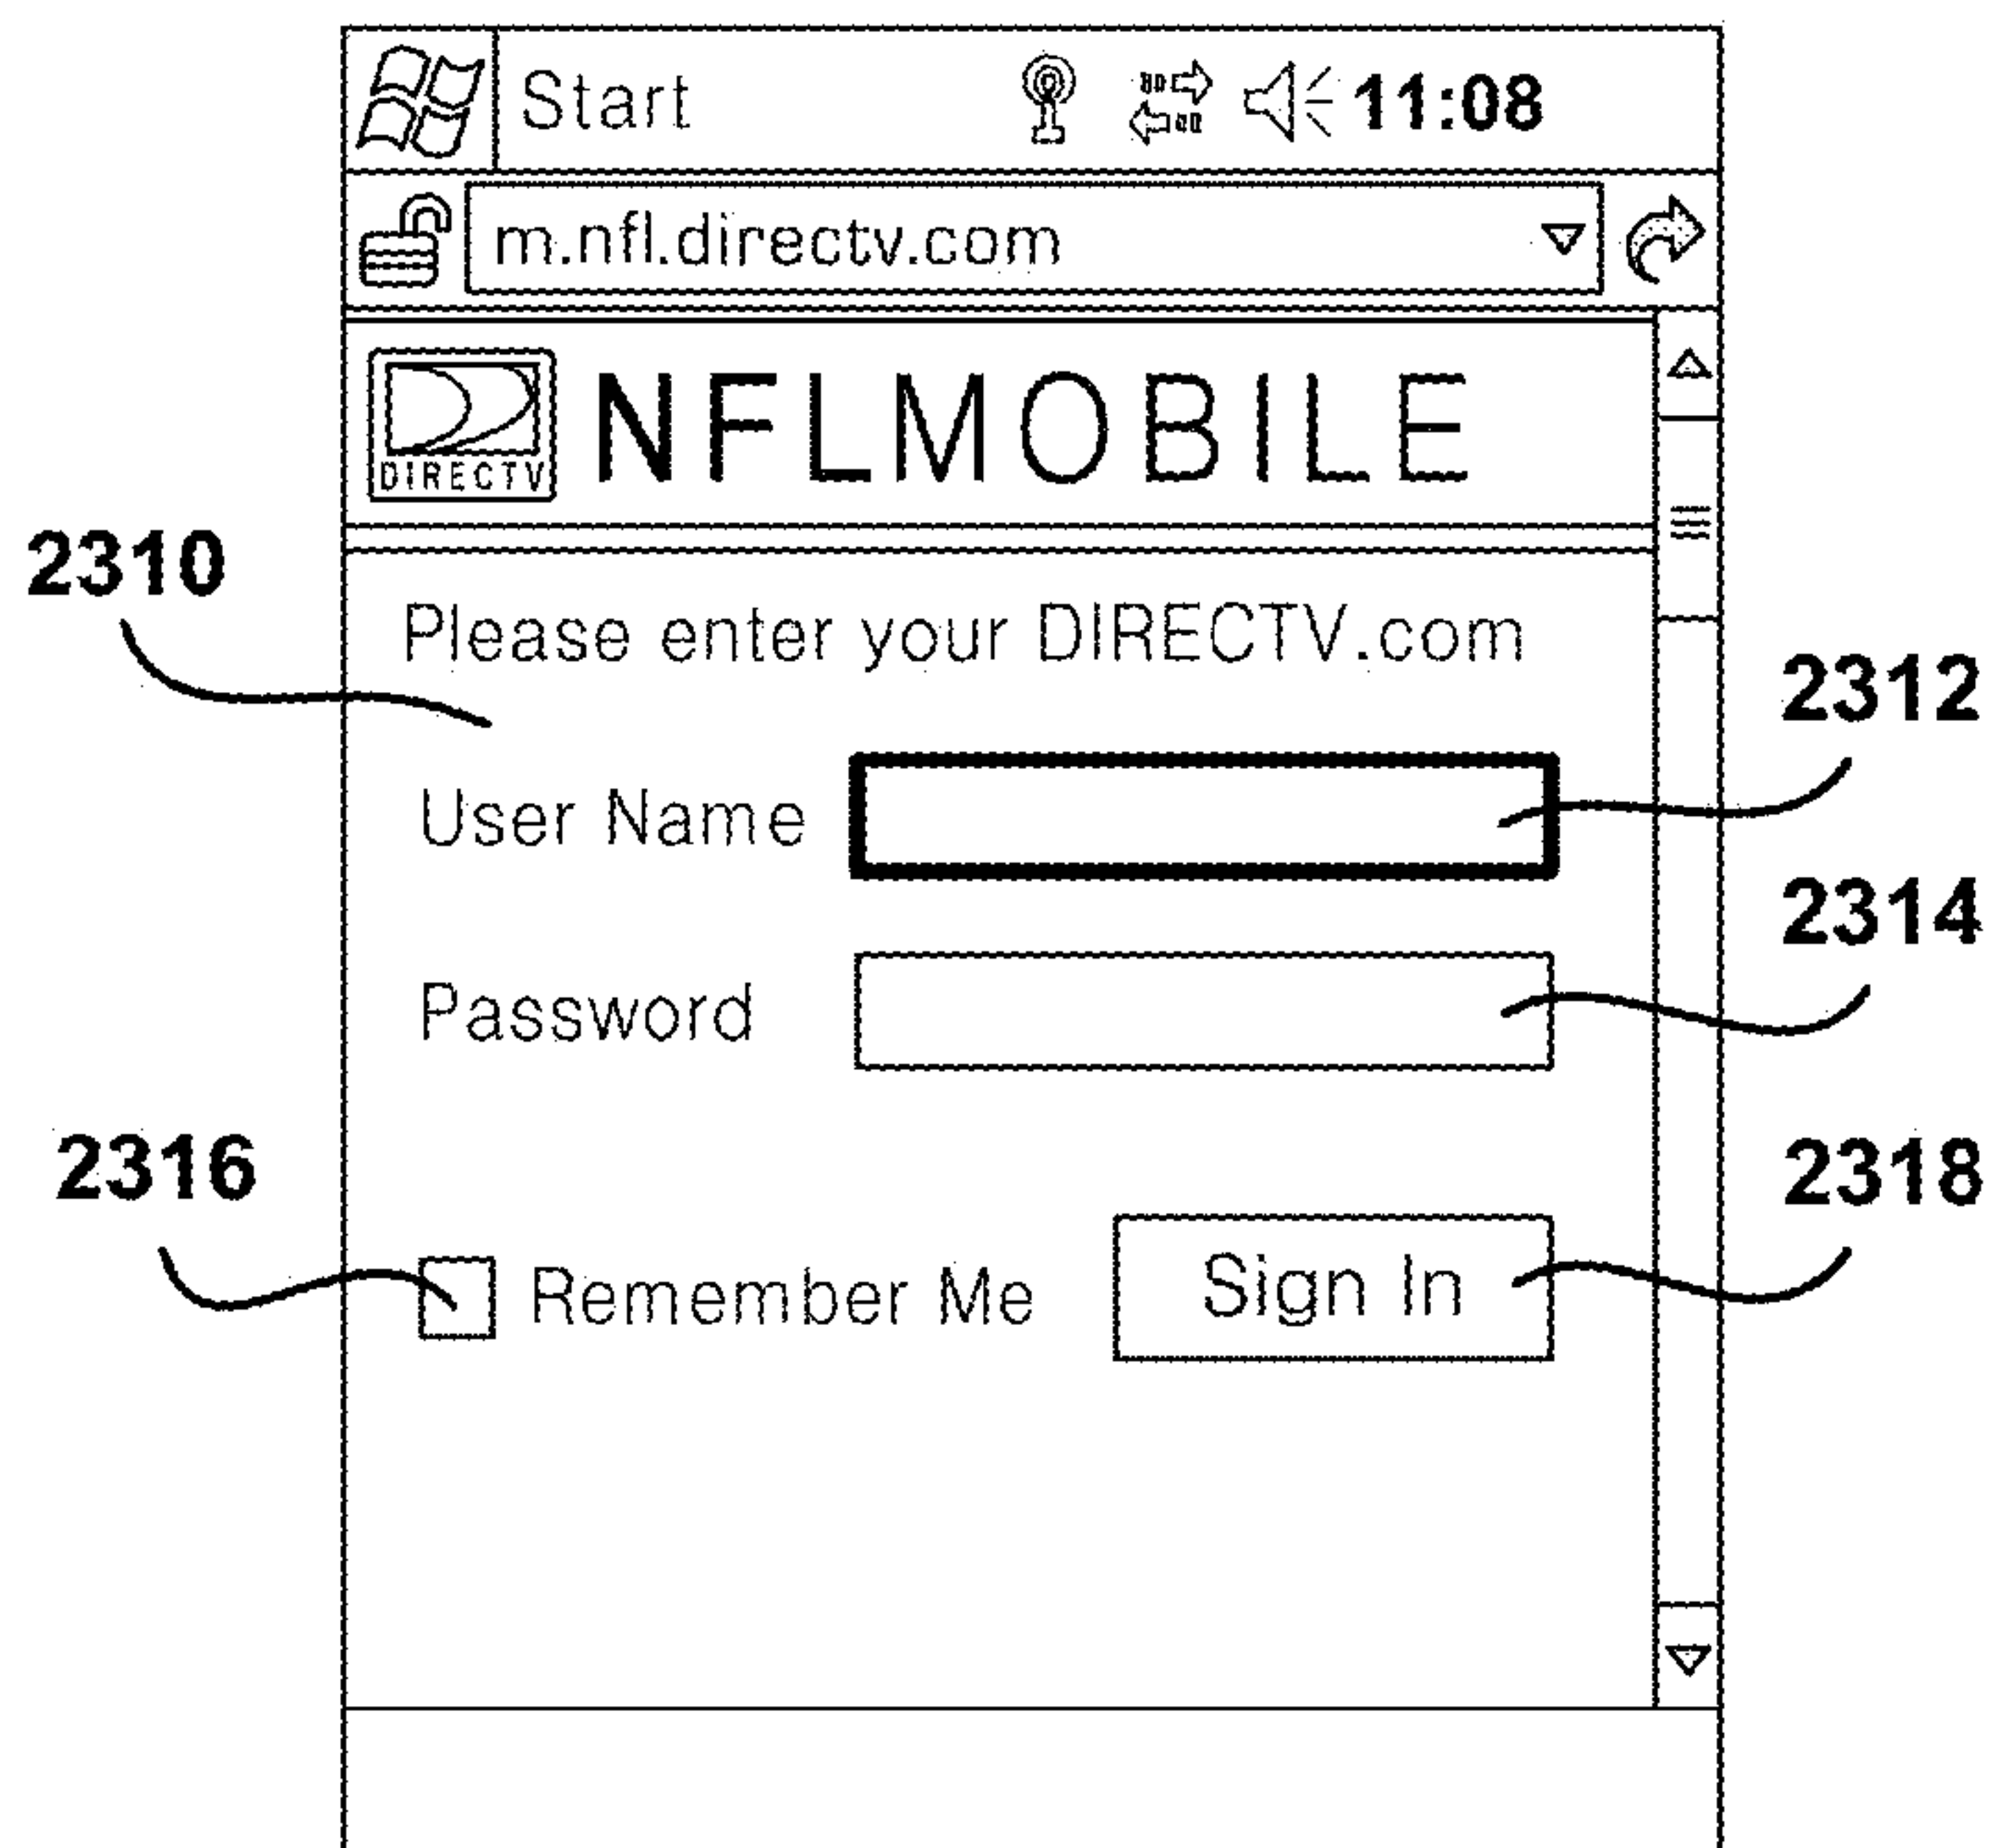 Start 11:08
m.nfl.directv.com
DIRECTV NFLMOBILE
2310
Please enter your DIRECTV.com
2312
User Name
2314
Password
2316
2318
Remember Me Sign In